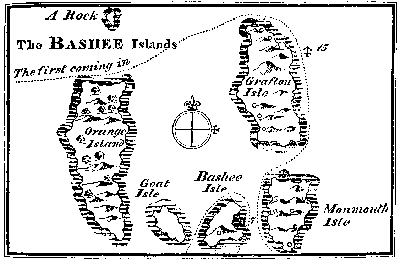 A Rock
The BASHEE Islands
The first coming in
15
Grafton
Isle
Orange
Island
Goat
Isle
Bashee
Isle
Monmouth
Isle